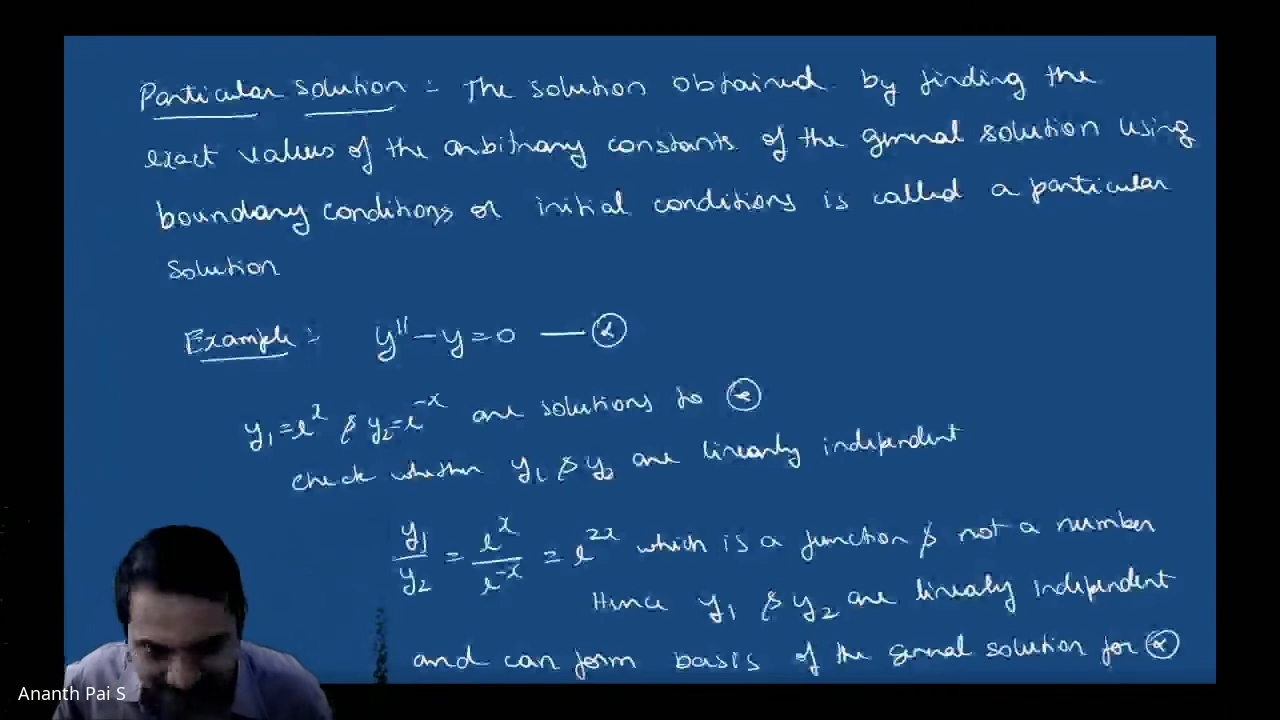 Particular solution :- The solution obtained by finding the
exact values of the arbitrary constants of the general solution using
boundary conditions or initial conditions is called a particular
solution
Example :- y'' - y = 0 — (*)
y₁ = eˣ & y₂ = e⁻ˣ are solutions to (*)
Check whether y₁ & y₂ are linearly independent
y₁/y₂ = eˣ/e⁻ˣ = e²ˣ which is a function & not a number
Hence y₁ & y₂ are linearly independent
and can form basis of the general solution for (*)
Ananth Pai S